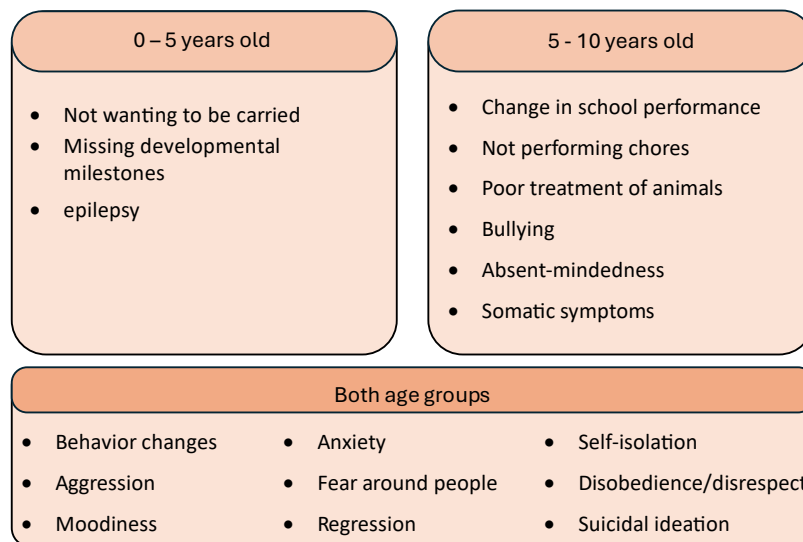 0 – 5 years old
• Not wanting to be carried
• Missing developmental
milestones
• epilepsy
5 - 10 years old
• Change in school performance
• Not performing chores
• Poor treatment of animals
• Bullying
• Absent-mindedness
• Somatic symptoms
Both age groups
• Behavior changes
• Aggression
• Moodiness
• Anxiety
• Fear around people
• Regression
• Self-isolation
• Disobedience/disrespect
• Suicidal ideation